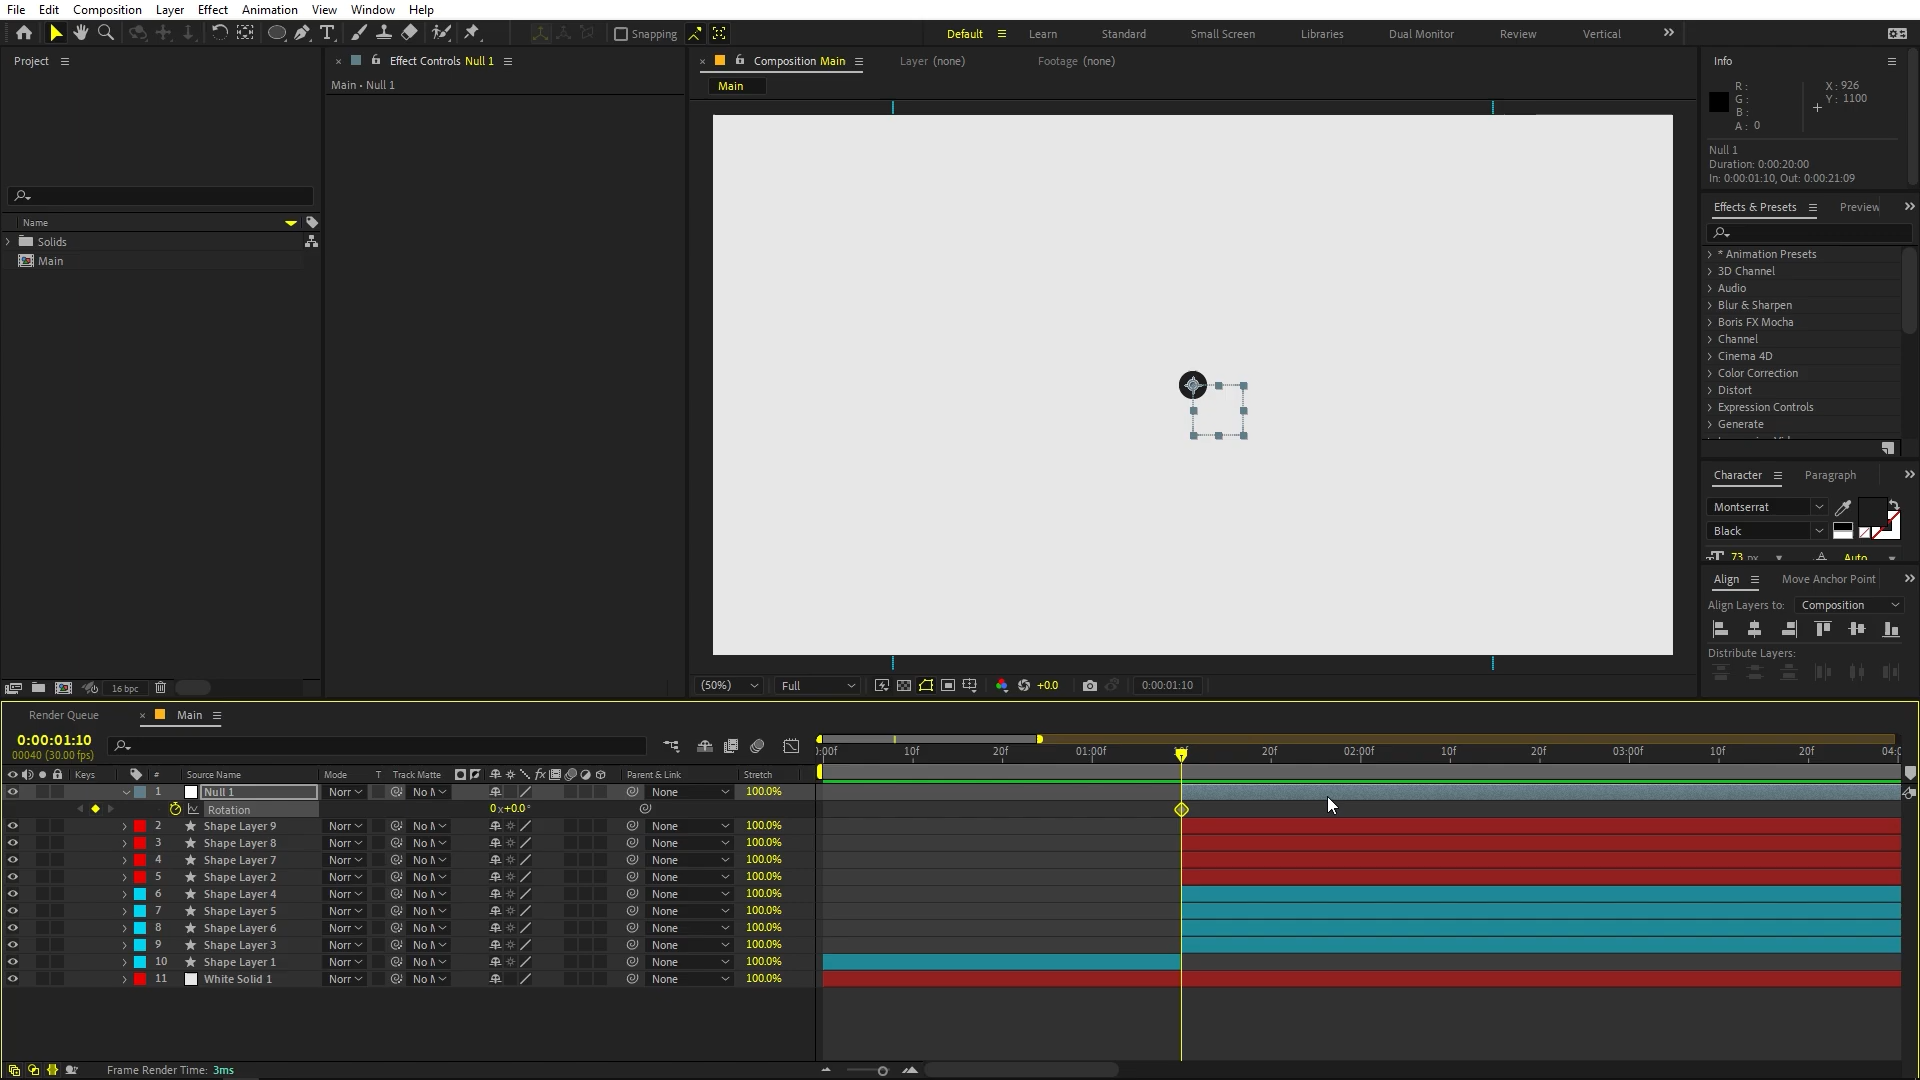 File Edit Composition Layer Effect Animation View Window Help
Snapping Default Learn Standard Small Screen Libraries Dual Monitor Review Vertical
Project
Effect Controls Null 1
Main • Null 1
Composition Main
Layer (none)
Footage (none)
Main
Name
Solids
Main
16 bpc
(50%)
Full
+0.0
0:00:01:10
Info
R :
G :
B :
A : 0
X : 926
Y : 1100
Null 1
Duration: 0:00:20:00
In: 0:00:01:10, Out: 0:00:21:09
Effects & Presets
Preview
* Animation Presets
3D Channel
Audio
Blur & Sharpen
Boris FX Mocha
Channel
Cinema 4D
Color Correction
Distort
Expression Controls
Generate
Character
Paragraph
Montserrat
Black
73 px
Auto
Align
Move Anchor Point
Align Layers to: Composition
Distribute Layers:
Render Queue
Main
0:00:01:10
00040 (30.00 fps)
:00f 10f 20f 01:00f 20f 02:00f 10f 20f 03:00f 10f 20f 04:0
Keys # Source Name Mode T Track Matte Parent & Link Stretch
1 Null 1 Norr No M None 100.0%
Rotation 0x+0.0°
2 Shape Layer 9 Norr No M None 100.0%
3 Shape Layer 8 Norr No M None 100.0%
4 Shape Layer 7 Norr No M None 100.0%
5 Shape Layer 2 Norr No M None 100.0%
6 Shape Layer 4 Norr No M None 100.0%
7 Shape Layer 5 Norr No M None 100.0%
8 Shape Layer 6 Norr No M None 100.0%
9 Shape Layer 3 Norr No M None 100.0%
10 Shape Layer 1 Norr No M None 100.0%
11 White Solid 1 Norr No M None 100.0%
Frame Render Time: 3ms